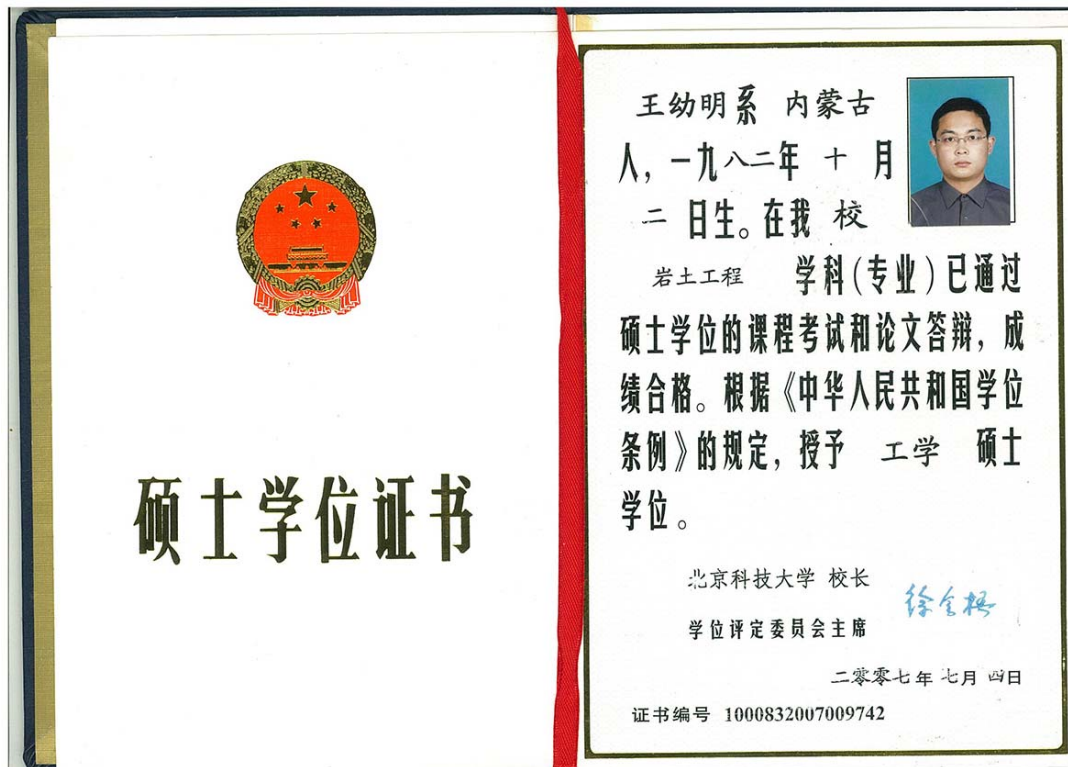 硕士学位证书
王幼明系 内蒙古
人，一九八二年 十 月
二 日生。在我 校
岩土工程 学科(专业)已通过
硕士学位的课程考试和论文答辩，成
绩合格。根据《中华人民共和国学位
条例》的规定，授予 工学 硕士
学位。
北京科技大学 校长
徐金梧
学位评定委员会主席
二零零七年 七月 四日
证书编号 1000832007009742